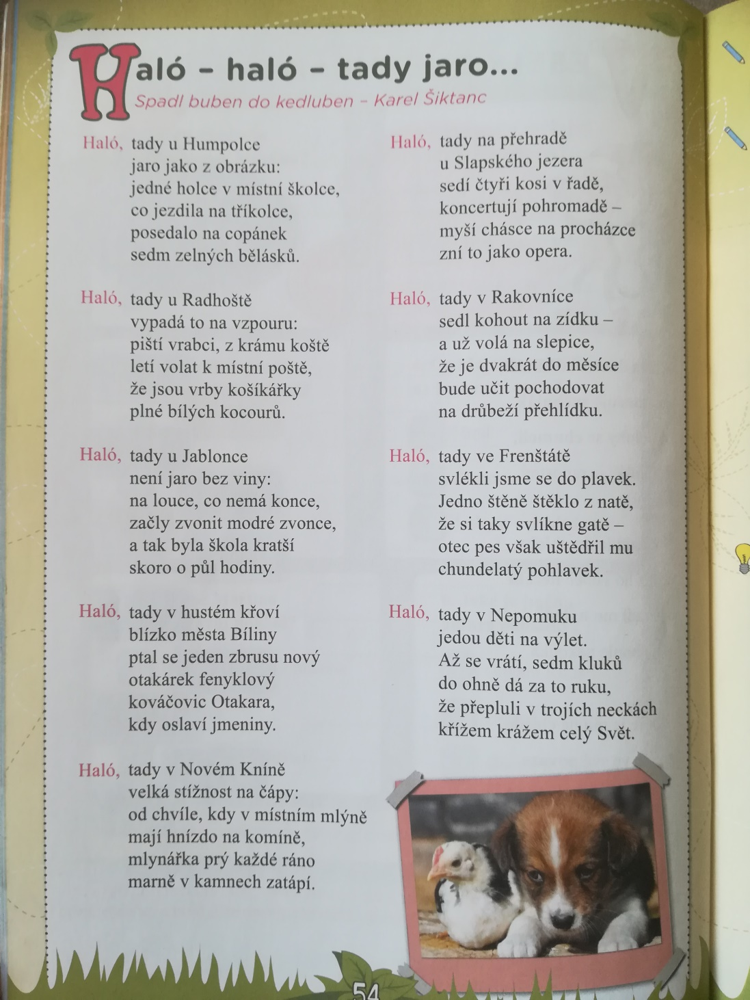 Haló – haló – tady jaro...
Spadl buben do kedluben – Karel Šiktanc
Haló, tady u Humpolce
jaro jako z obrázku:
jedné holce v místní školce,
co jezdila na tříkolce,
posedalo na copánek
sedm zelných bělásků.
Haló, tady u Radhoště
vypadá to na vzpouru:
piští vrabci, z krámu koště
letí volat k místní poště,
že jsou vrby košíkářky
plné bílých kocourů.
Haló, tady u Jablonce
není jaro bez viny:
na louce, co nemá konce,
začly zvonit modré zvonce,
a tak byla škola kratší
skoro o půl hodiny.
Haló, tady v hustém křoví
blízko města Bíliny
ptal se jeden zbrusu nový
otakárek fenyklový
kováčovic Otakara,
kdy oslaví jmeniny.
Haló, tady v Novém Kníně
velká stížnost na čápy:
od chvíle, kdy v místním mlýně
mají hnízdo na komíně,
mlynářka prý každé ráno
marně v kamnech zatápí.
Haló, tady na přehradě
u Slapského jezera
sedí čtyři kosi v řadě,
koncertují pohromadě –
myší chásce na procházce
zní to jako opera.
Haló, tady v Rakovníce
sedl kohout na zídku –
a už volá na slepice,
že je dvakrát do měsíce
bude učit pochodovat
na drůbeží přehlídku.
Haló, tady ve Frenštátě
svlékli jsme se do plavek.
Jedno štěně štěklo z natě,
že si taky svlíkne gatě –
otec pes však uštědřil mu
chundelatý pohlavek.
Haló, tady v Nepomuku
jedou děti na výlet.
Až se vrátí, sedm kluků
do ohně dá za to ruku,
že přepluli v trojích neckách
křížem krážem celý Svět.
54